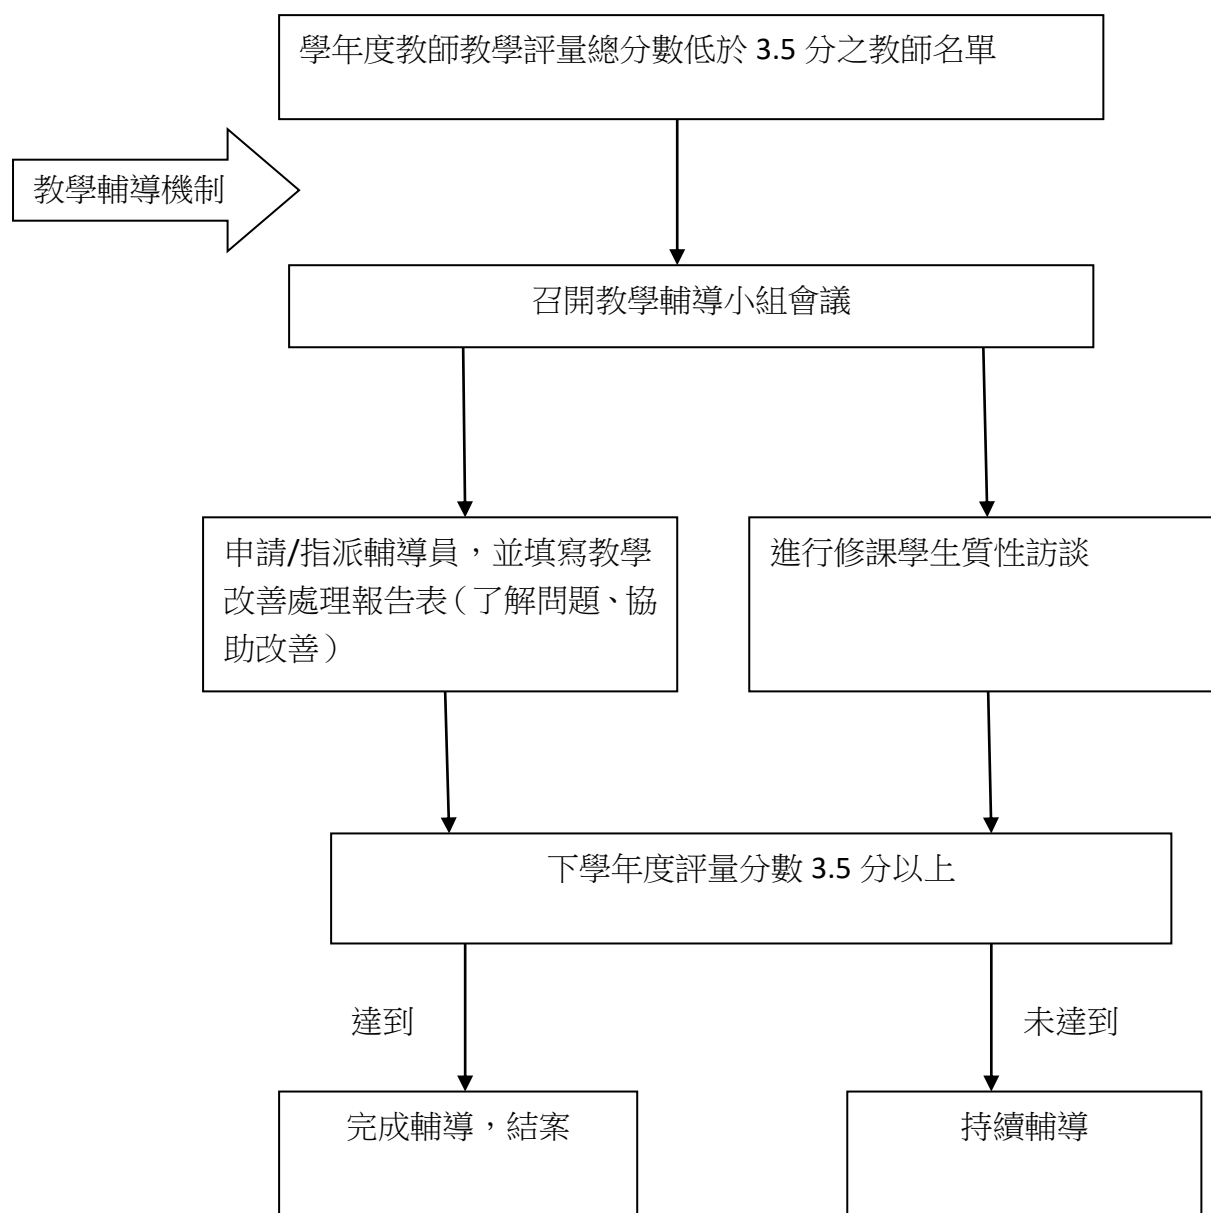 學年度教師教學評量總分數低於 3.5 分之教師名單
教學輔導機制
召開教學輔導小組會議
申請/指派輔導員，並填寫教學
改善處理報告表（了解問題、協
助改善）
進行修課學生質性訪談
下學年度評量分數 3.5 分以上
達到
未達到
完成輔導，結案
持續輔導